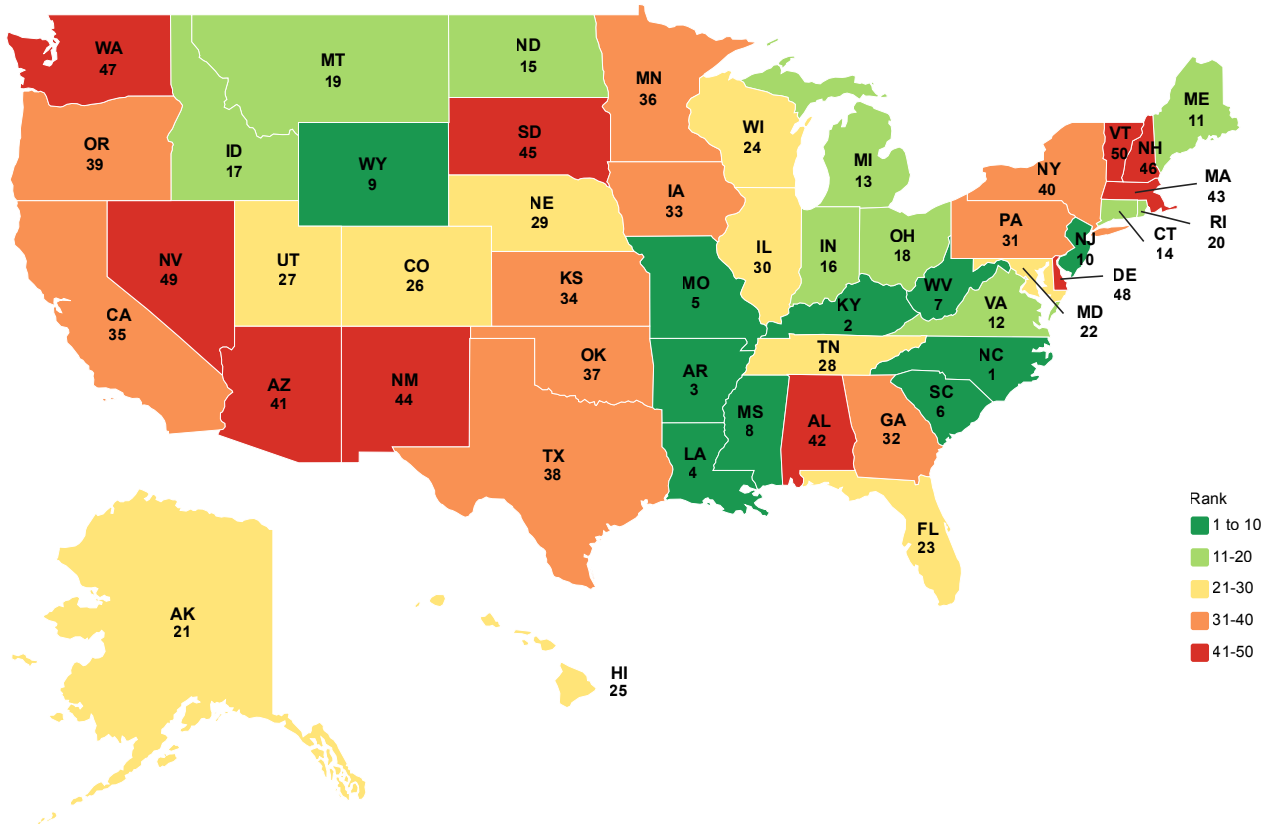 WA
47
MT
19
ND
15
MN
36
ME
11
OR
39
ID
17
WY
9
SD
45
WI
24
MI
13
VT
50
NH
46
NY
40
MA
43
RI
20
CT
14
NV
49
UT
27
CO
26
NE
29
IA
33
IL
30
IN
16
OH
18
PA
31
NJ
10
DE
48
MD
22
CA
35
KS
34
MO
5
KY
2
WV
7
VA
12
AZ
41
NM
44
OK
37
AR
3
TN
28
NC
1
SC
6
TX
38
LA
4
MS
8
AL
42
GA
32
FL
23
AK
21
HI
25
Rank
1 to 10
11-20
21-30
31-40
41-50